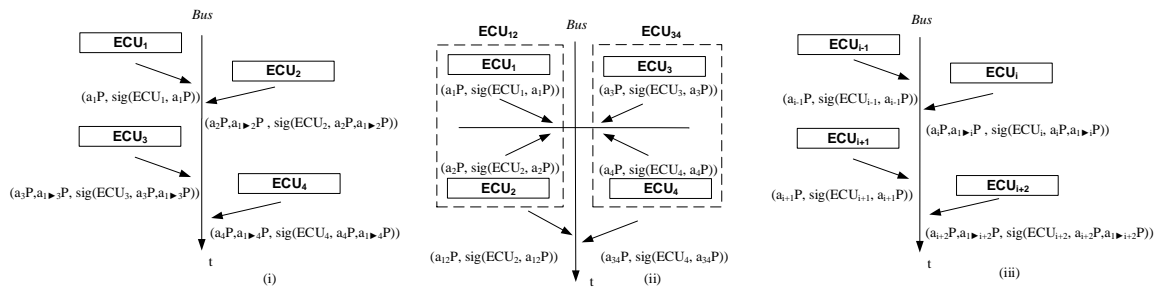 Bus
ECU1
ECU2
(a1P, sig(ECU1, a1P))
(a2P,a1►2P , sig(ECU2, a2P,a1►2P))
ECU3
(a3P,a1►3P, sig(ECU3, a3P,a1►3P))
ECU4
(a4P,a1►4P, sig(ECU4, a4P,a1►4P))
t
(i)
Bus
ECU12
ECU34
ECU1
ECU3
(a1P, sig(ECU1, a1P))
(a3P, sig(ECU3, a3P))
(a2P, sig(ECU2, a2P))
(a4P, sig(ECU4, a4P))
ECU2
ECU4
(a12P, sig(ECU2, a12P))
(a34P, sig(ECU4, a34P))
t
(ii)
Bus
ECUi-1
ECUi
(ai-1P, sig(ECUi-1, ai-1P))
(aiP,a1►iP , sig(ECUi, aiP,a1►iP))
ECUi+1
(ai+1P, sig(ECUi+1, ai+1P))
ECUi+2
(ai+2P,a1►i+2P, sig(ECUi+2, ai+2P,a1►i+2P))
t
(iii)